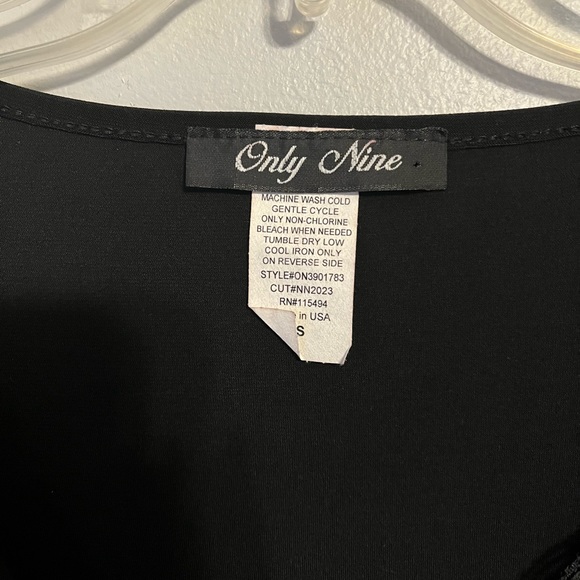 Only Nine
MACHINE WASH COLD
GENTLE CYCLE
ONLY NON-CHLORINE
BLEACH WHEN NEEDED
TUMBLE DRY LOW
COOL IRON ONLY
ON REVERSE SIDE
STYLE#ON3901783
CUT#NN2023
RN#115494
in USA
S